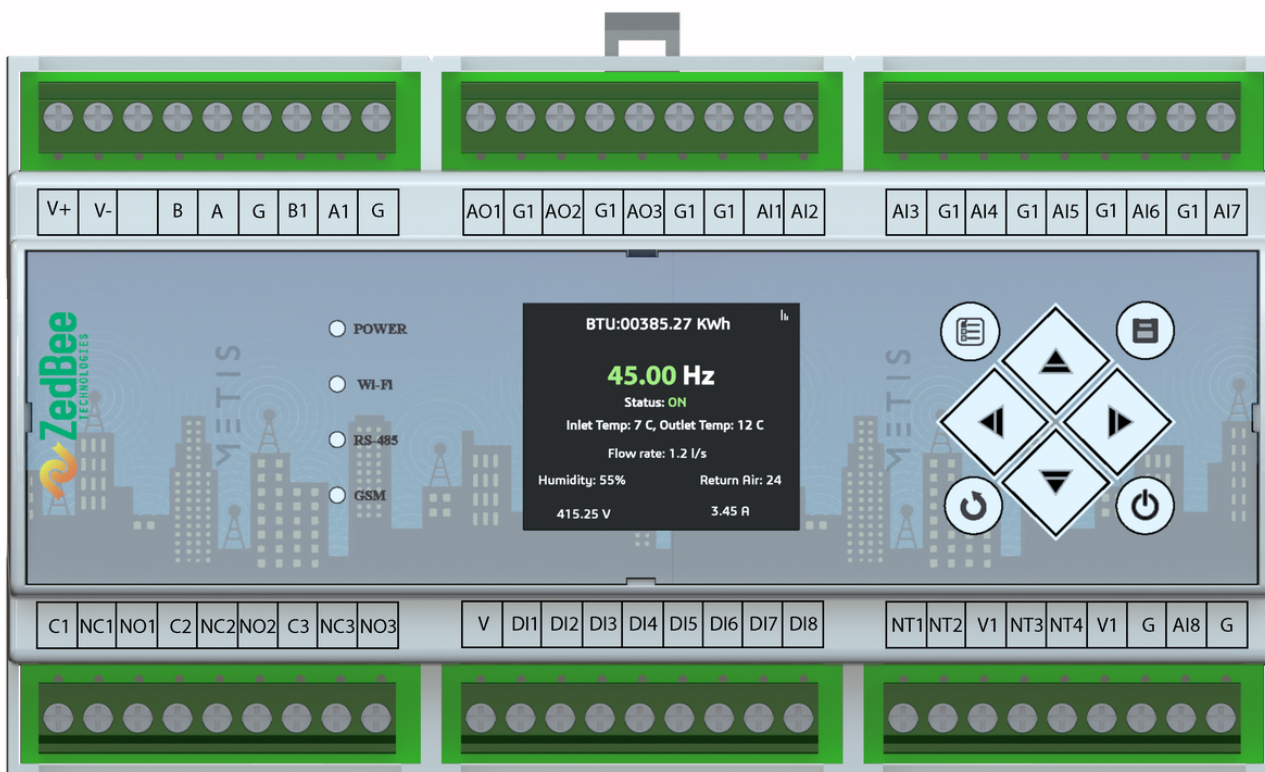 V+ V- B A G B1 A1 G
AO1 G1 AO2 G1 AO3 G1 G1 AI1 AI2
AI3 G1 AI4 G1 AI5 G1 AI6 G1 AI7
ZedBee
TECHNOLOGIES
METIS
POWER
Wi-Fi
RS-485
GSM
BTU:00385.27 KWh
45.00 Hz
Status: ON
Inlet Temp: 7 C, Outlet Temp: 12 C
Flow rate: 1.2 l/s
Humidity: 55% Return Air: 24
415.25 V 3.45 A
METIS
C1 NC1 NO1 C2 NC2 NO2 C3 NC3 NO3
V DI1 DI2 DI3 DI4 DI5 DI6 DI7 DI8
NT1 NT2 V1 NT3 NT4 V1 G AI8 G